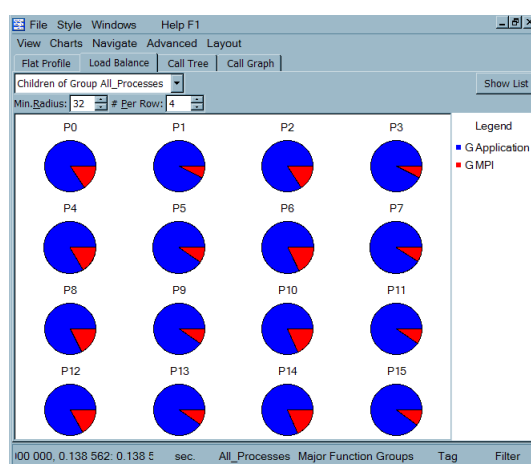 File Style Windows Help F1
View Charts Navigate Advanced Layout
Flat Profile Load Balance Call Tree Call Graph
Children of Group All_Processes Show List
Min.Radius: 32 # Per Row: 4
P0 P1 P2 P3 Legend
G Application
G MPI
P4 P5 P6 P7
P8 P9 P10 P11
P12 P13 P14 P15
00 000, 0.138 562: 0.138 5 sec. All_Processes Major Function Groups Tag Filter